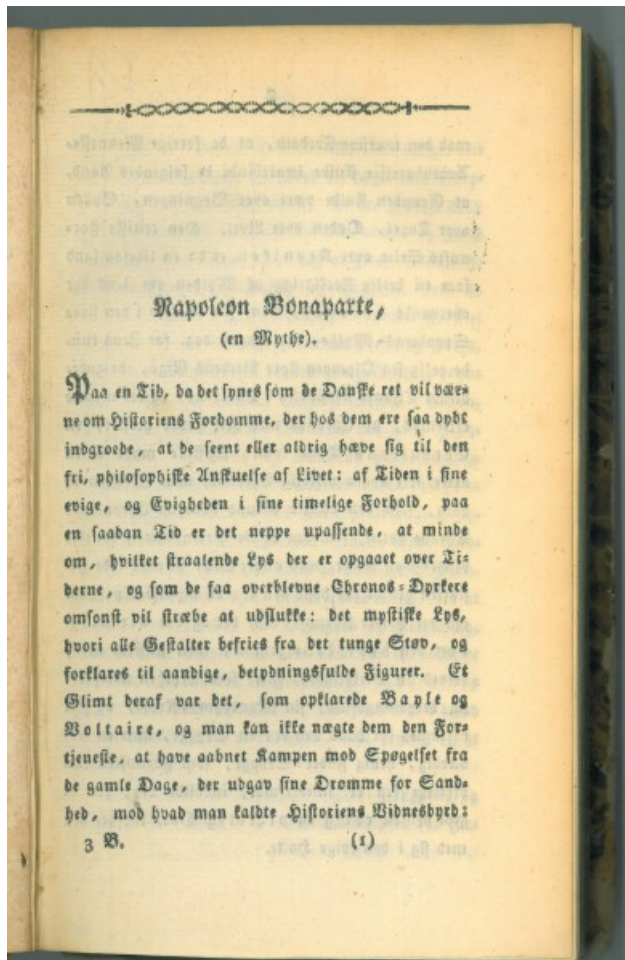 Napoleon Bonaparte,
(en Mythe).
Paa en Tid, da det synes som de Danske ret vil vær=
ne om Historiens Fordomme, der hos dem ere saa dybt
indgroede, at de seent eller aldrig hæve sig til den
fri, philosophiske Anskuelse af Livet: af Tiden i sine
evige, og Evigheden i sine timelige Forhold, paa
en saadan Tid er det neppe upassende, at minde
om, hvilket straalende Lys der er opgaaet over Ti=
derne, og som de faa overblevne Chronos=Dyrkere
omsonst vil stræbe at udslukke: det mystiske Lys,
hvori alle Gestalter befries fra det tunge Støv, og
forklares til aandige, betydningsfulde Figurer. Et
Glimt deraf var det, som opklarede Bayle og
Voltaire, og man kan ikke nægte dem den For=
tjeneste, at have aabnet Kampen mod Spøgelset fra
de gamle Dage, der udgav sine Drømme for Sand=
hed, mod hvad man kaldte Historiens Vidnesbyrd:
3 B. (1)